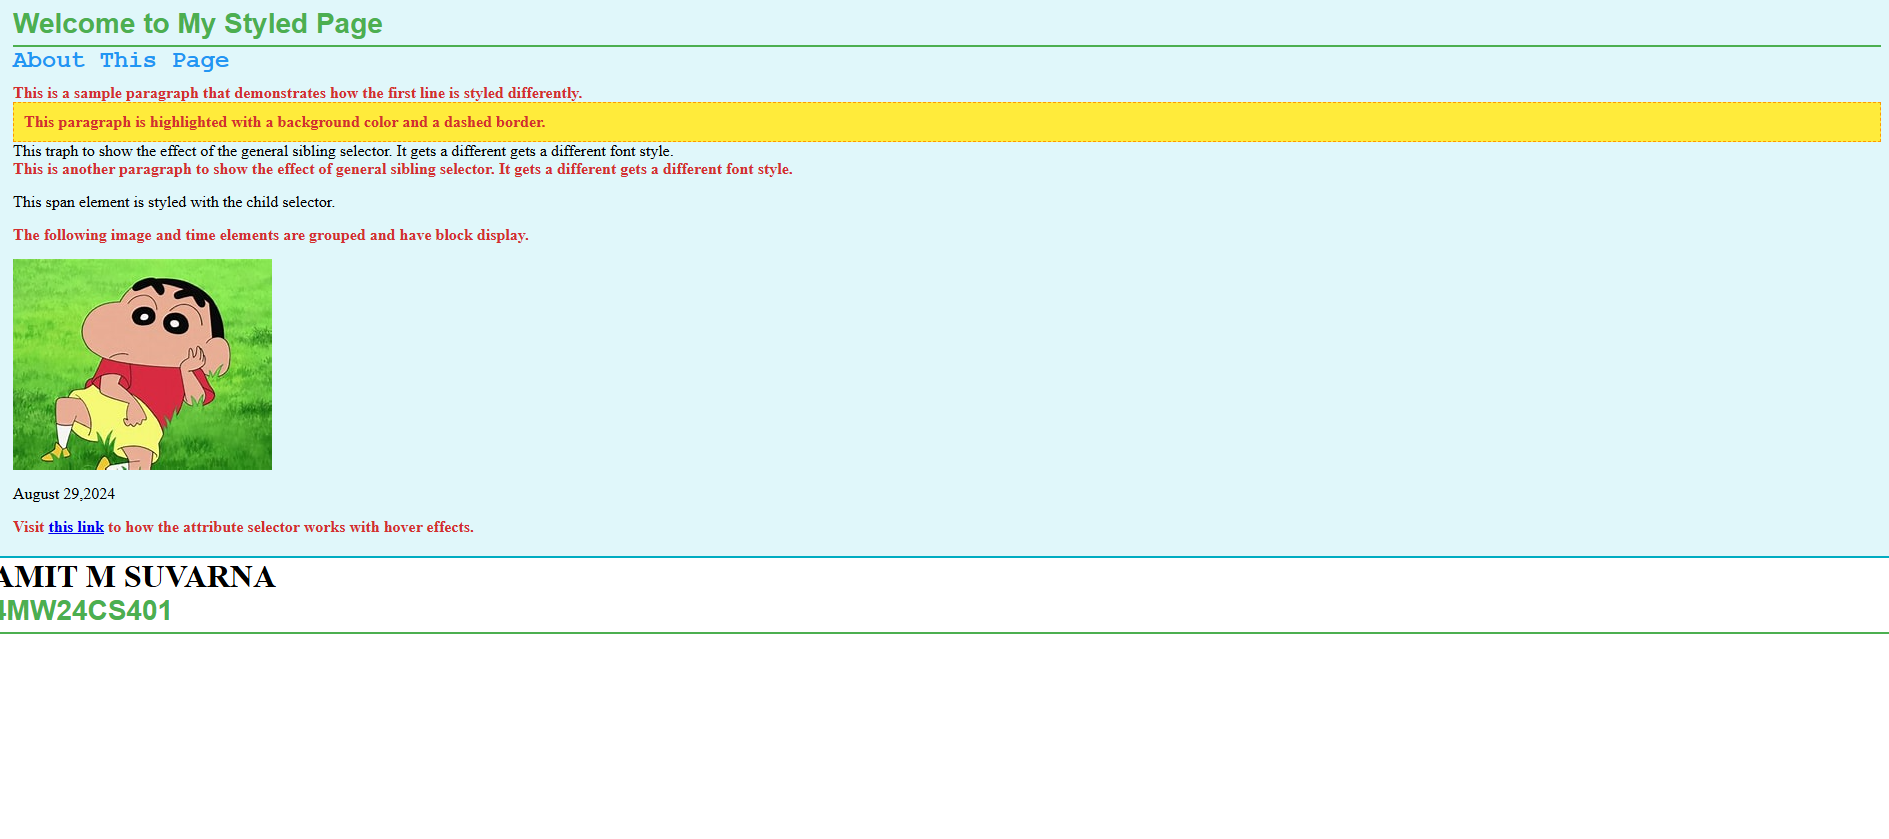 Welcome to My Styled Page
About This Page
This is a sample paragraph that demonstrates how the first line is styled differently.
This paragraph is highlighted with a background color and a dashed border.
This traph to show the effect of the general sibling selector. It gets a different gets a different font style.
This is another paragraph to show the effect of general sibling selector. It gets a different gets a different font style.
This span element is styled with the child selector.
The following image and time elements are grouped and have block display.
August 29,2024
Visit this link to how the attribute selector works with hover effects.
AMIT M SUVARNA
4MW24CS401